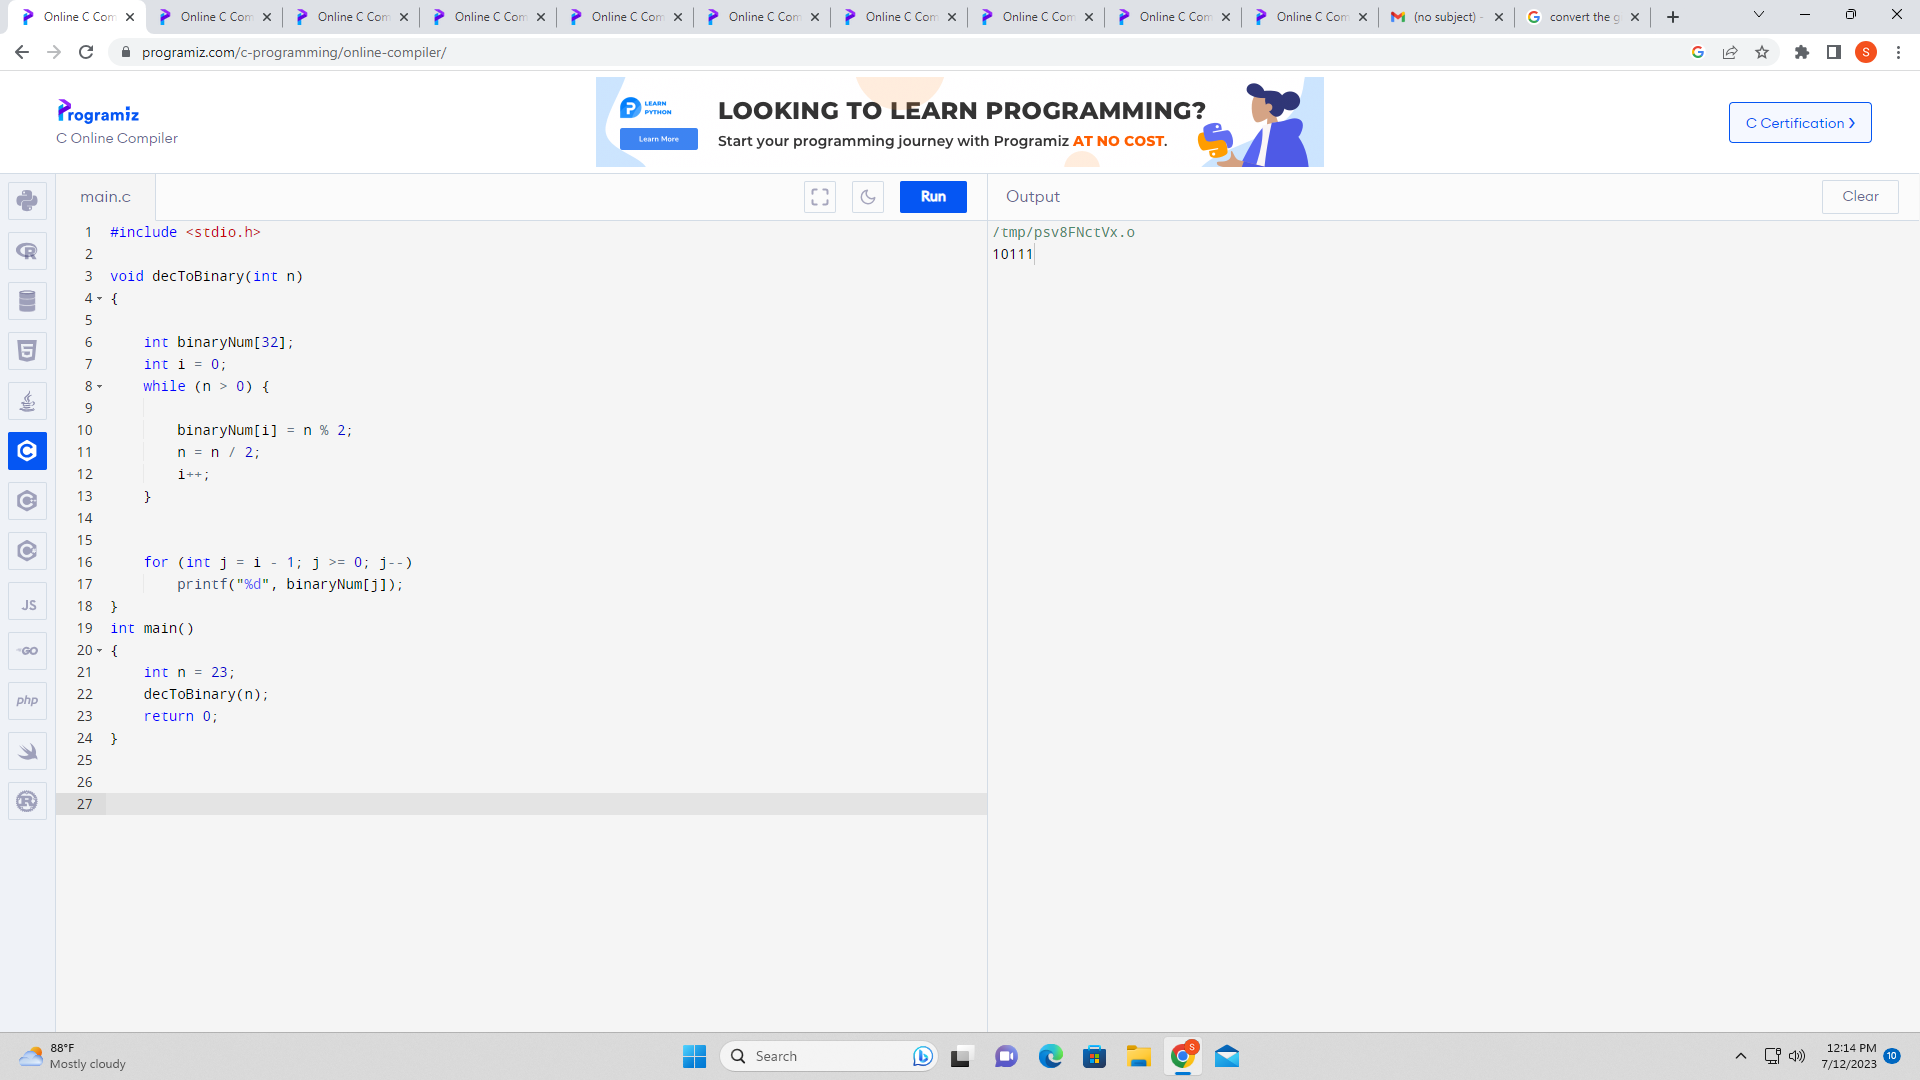 Online C Com Online C Com Online C Com Online C Com Online C Com Online C Com Online C Com Online C Com Online C Com Online C Com (no subject) - convert the g
programiz.com/c-programming/online-compiler/
S
Programiz
C Online Compiler
LEARN
PYTHON
Learn More
LOOKING TO LEARN PROGRAMMING?
Start your programming journey with Programiz AT NO COST.
C Certification >
main.c
Run
Output
Clear
1 #include <stdio.h>
2
3 void decToBinary(int n)
4 {
5
6 int binaryNum[32];
7 int i = 0;
8 while (n > 0) {
9
10 binaryNum[i] = n % 2;
11 n = n / 2;
12 i++;
13 }
14
15
16 for (int j = i - 1; j >= 0; j--)
17 printf("%d", binaryNum[j]);
18 }
19 int main()
20 {
21 int n = 23;
22 decToBinary(n);
23 return 0;
24 }
25
26
27
/tmp/psv8FNctVx.o
10111
JS
GO
php
88°F
Mostly cloudy
Search
S
12:14 PM
7/12/2023
10